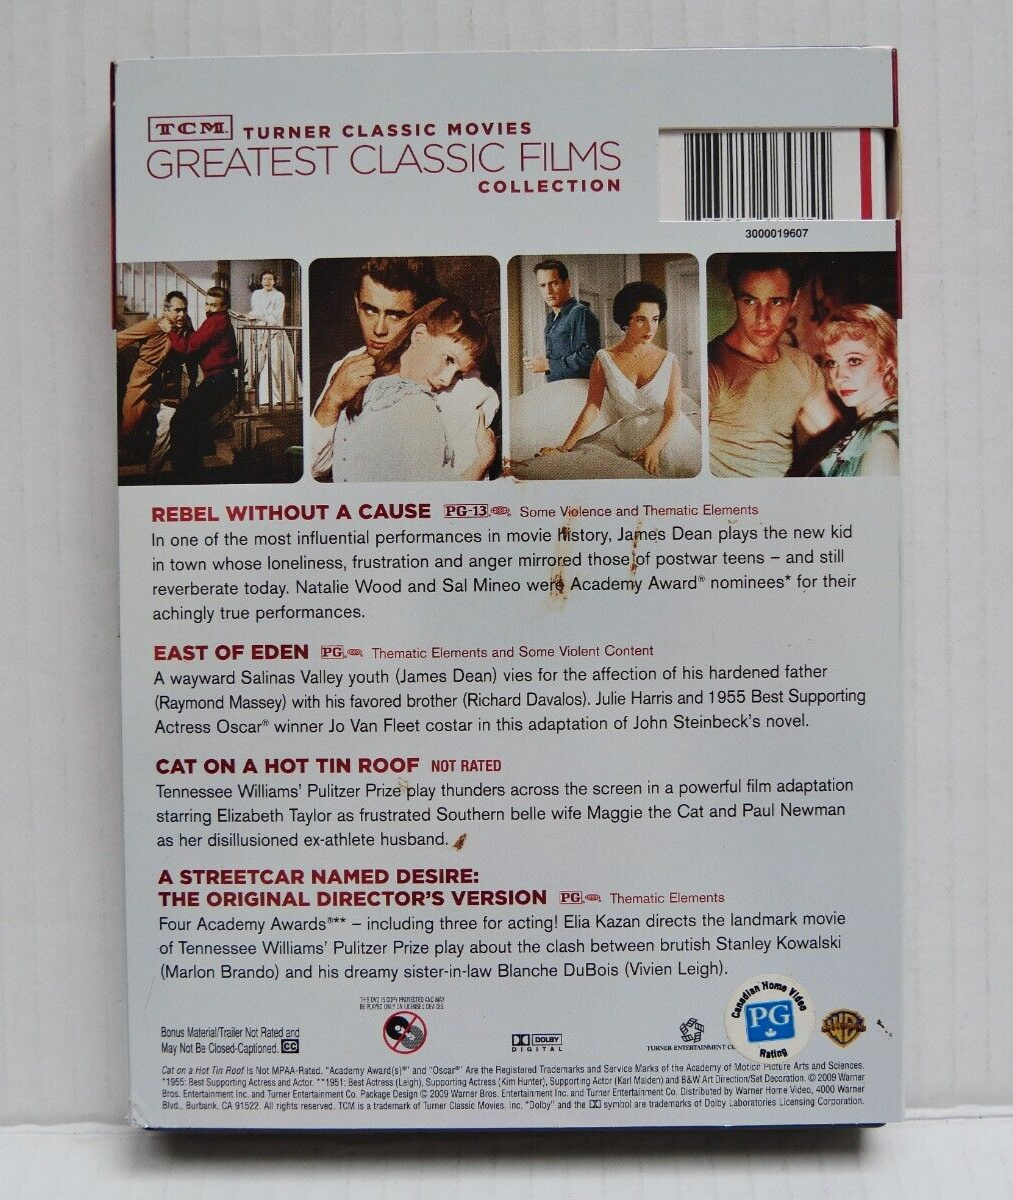 TCM TURNER CLASSIC MOVIES
GREATEST CLASSIC FILMS
COLLECTION
3000019607
REBEL WITHOUT A CAUSE PG-13 Some Violence and Thematic Elements
In one of the most influential performances in movie history, James Dean plays the new kid
in town whose loneliness, frustration and anger mirrored those of postwar teens – and still
reverberate today. Natalie Wood and Sal Mineo were Academy Award® nominees* for their
achingly true performances.
EAST OF EDEN PG Thematic Elements and Some Violent Content
A wayward Salinas Valley youth (James Dean) vies for the affection of his hardened father
(Raymond Massey) with his favored brother (Richard Davalos). Julie Harris and 1955 Best Supporting
Actress Oscar® winner Jo Van Fleet costar in this adaptation of John Steinbeck's novel.
CAT ON A HOT TIN ROOF NOT RATED
Tennessee Williams' Pulitzer Prize play thunders across the screen in a powerful film adaptation
starring Elizabeth Taylor as frustrated Southern belle wife Maggie the Cat and Paul Newman
as her disillusioned ex-athlete husband.
A STREETCAR NAMED DESIRE:
THE ORIGINAL DIRECTOR'S VERSION PG Thematic Elements
Four Academy Awards®** – including three for acting! Elia Kazan directs the landmark movie
of Tennessee Williams' Pulitzer Prize play about the clash between brutish Stanley Kowalski
(Marlon Brando) and his dreamy sister-in-law Blanche DuBois (Vivien Leigh).
THIS DVD IS COPY PROTECTED AND MAY
BE PLAYED ONLY IN LICENSED DEVICES
Bonus Material/Trailer Not Rated and
May Not Be Closed-Captioned. CC
DOLBY
DIGITAL
TURNER ENTERTAINMENT
Canadian Home Video
PG
Rating
Cat on a Hot Tin Roof Is Not MPAA-Rated. "Academy Award(s)®" and "Oscar®" Are the Registered Trademarks and Service Marks of the Academy of Motion Picture Arts and Sciences.
*1955: Best Supporting Actress and Actor. **1951: Best Actress (Leigh), Supporting Actress (Kim Hunter), Supporting Actor (Karl Malden) and B&W Art Direction/Set Decoration. © 2009 Warner
Bros. Entertainment Inc. and Turner Entertainment Co. Package Design © 2009 Warner Bros. Entertainment Inc. and Turner Entertainment Co. Distributed by Warner Home Video, 4000 Warner
Blvd., Burbank, CA 91522. All rights reserved. TCM is a trademark of Turner Classic Movies, Inc. "Dolby" and the symbol are trademarks of Dolby Laboratories Licensing Corporation.